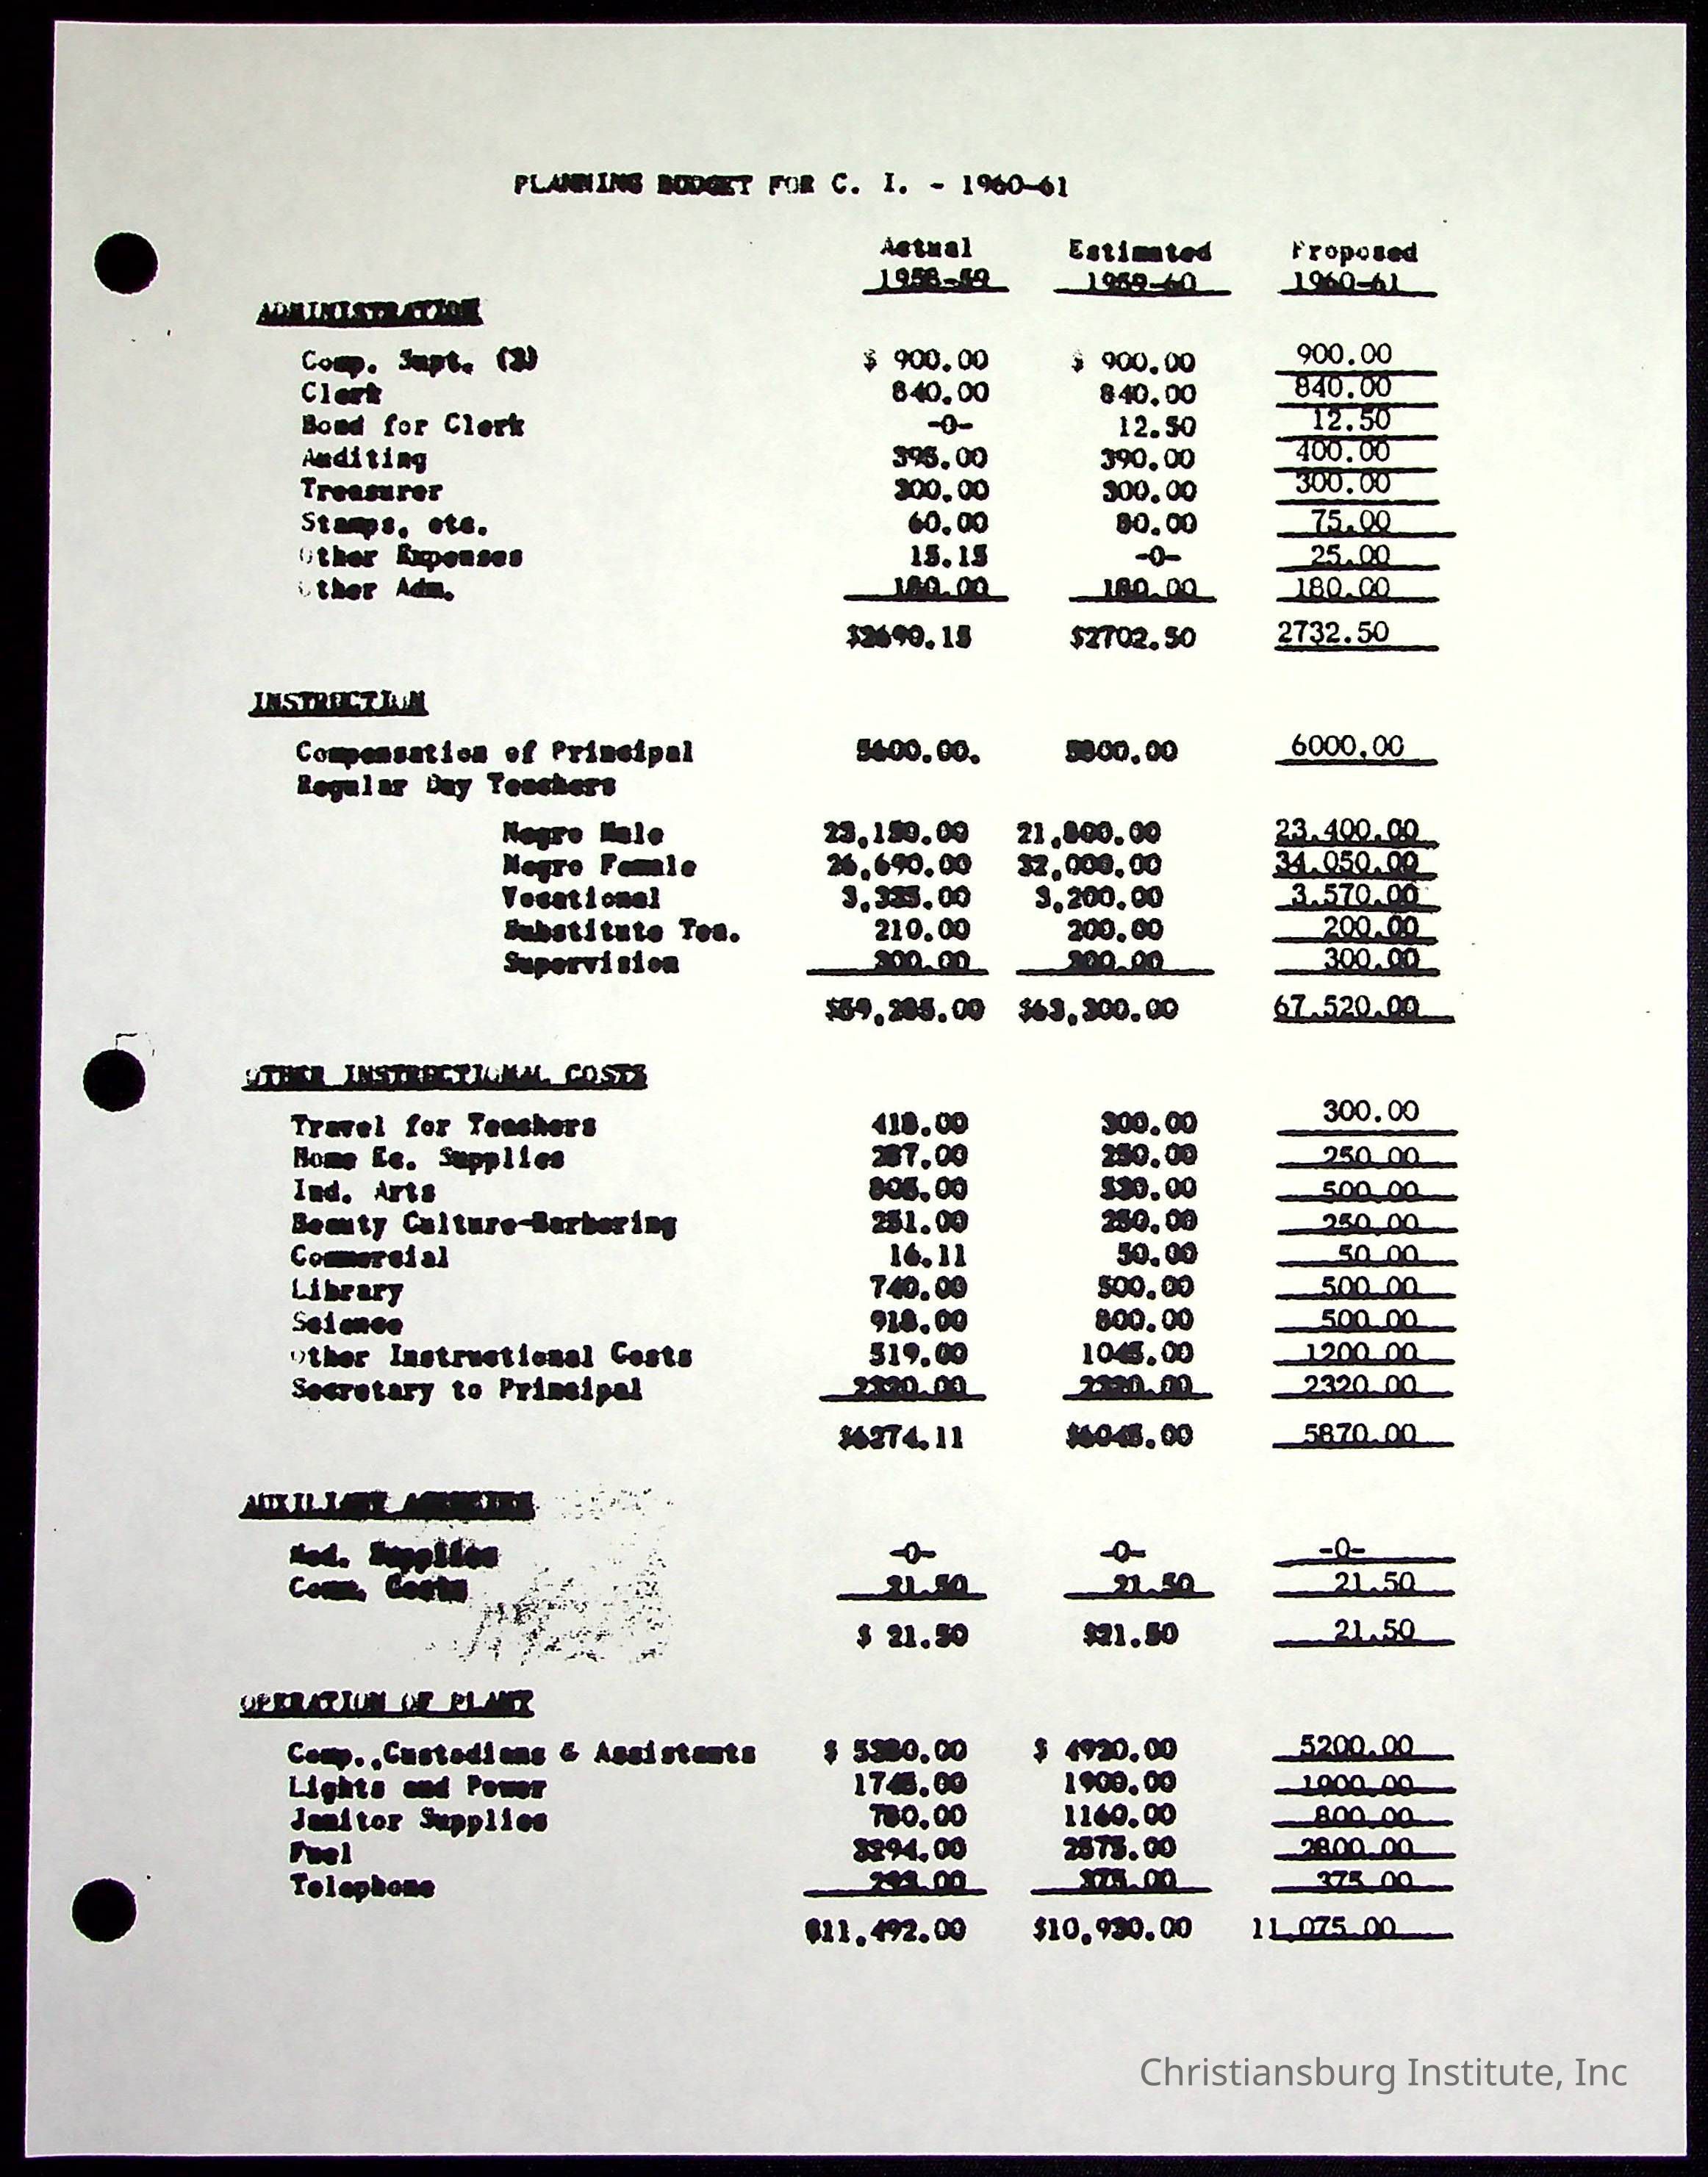 PLANNING BUDGET FOR C. I. - 1960-61
Actual Estimated Proposed
1958-59 1959-60 1960-61
ADMINISTRATION
Comp. Supt. (3) $ 900.00 $ 900.00 900.00
Clerk 840.00 840.00 840.00
Bond for Clerk -0- 12.50 12.50
Auditing 395.00 390.00 400.00
Treasurer 300.00 300.00 300.00
Stamps, etc. 60.00 80.00 75.00
Other Expenses 15.15 -0- 25.00
Other Adm. 180.00 180.00 180.00
$2690.15 $2702.50 2732.50
INSTRUCTION
Compensation of Principal 5600.00. 5800.00 6000.00
Regular Day Teachers
Negro Male 23,150.00 21,800.00 23,400.00
Negro Female 26,690.00 32,000.00 34,050.00
Vocational 3,335.00 3,200.00 3,570.00
Substitute Tea. 210.00 200.00 200.00
Supervision 300.00 300.00 300.00
$59,285.00 $63,300.00 67,520.00
OTHER INSTRUCTIONAL COSTS
Travel for Teachers 418.00 300.00 300.00
Home Ec. Supplies 287.00 250.00 250.00
Ind. Arts 805.00 530.00 500.00
Beauty Culture-Barbering 251.00 250.00 250.00
Commercial 16.11 50.00 50.00
Library 740.00 500.00 500.00
Science 918.00 800.00 500.00
Other Instructional Costs 519.00 1045.00 1200.00
Secretary to Principal 2320.00 2320.00 2320.00
$6274.11 $6045.00 5870.00
AUXILIARY AGENCIES
Med. Supplies -0- -0- -0-
Comm. Costs 21.50 21.50 21.50
$ 21.50 $21.50 21.50
OPERATION OF PLANT
Comp.,Custodians & Assistants $ 5380.00 $ 4920.00 5200.00
Lights and Power 1745.00 1900.00 1900.00
Janitor Supplies 780.00 1160.00 800.00
Fuel 3294.00 2575.00 2800.00
Telephone 293.00 375.00 375.00
$11,492.00 $10,930.00 11,075.00
Christiansburg Institute, Inc